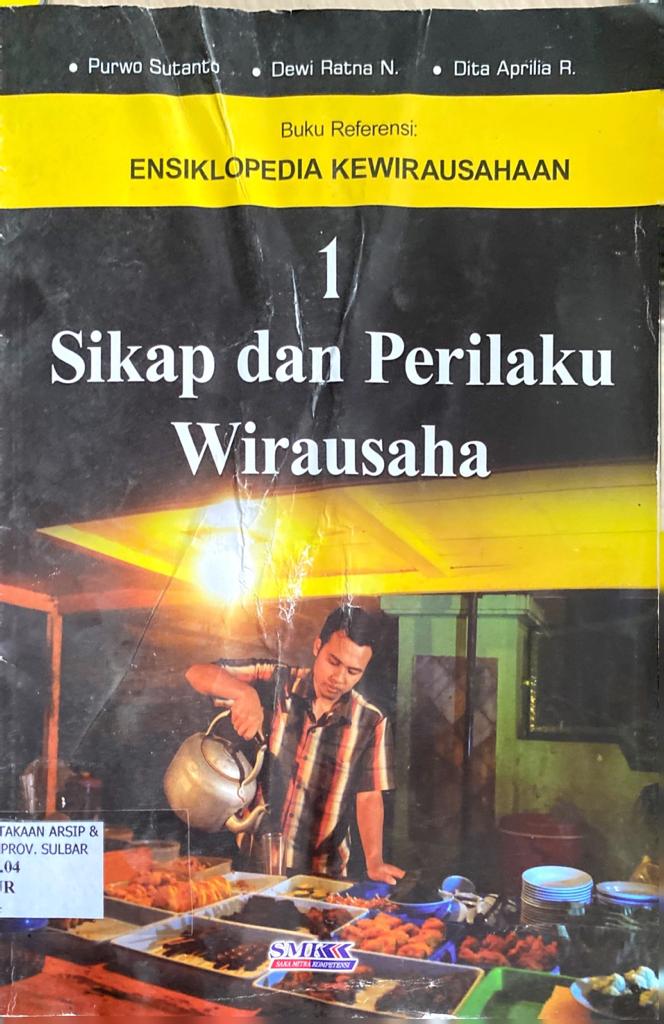 • Purwo Sutanto • Dewi Ratna N. • Dita Aprilia R.
Buku Referensi:
ENSIKLOPEDIA KEWIRAUSAHAAN
1
Sikap dan Perilaku
Wirausaha
TAKAAN ARSIP &
PROV. SULBAR
.04
UR
SMK
SAKA MITRA KOMPETENSI